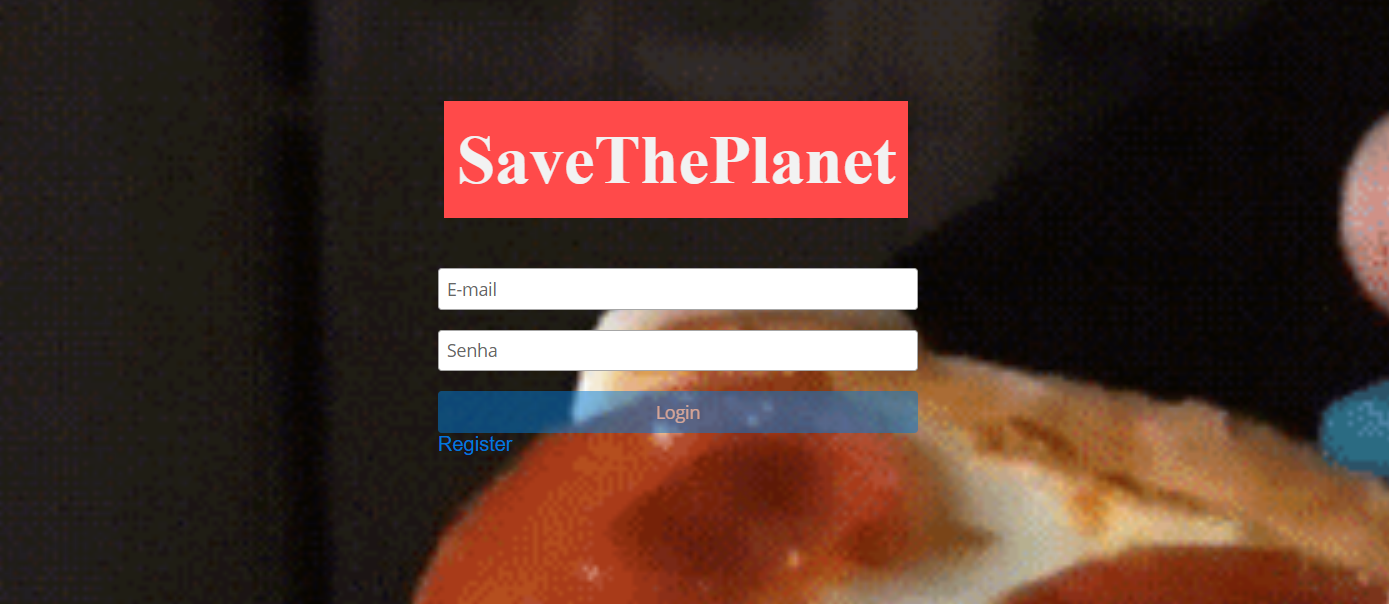 SaveThePlanet
E-mail
Senha
Login
Register